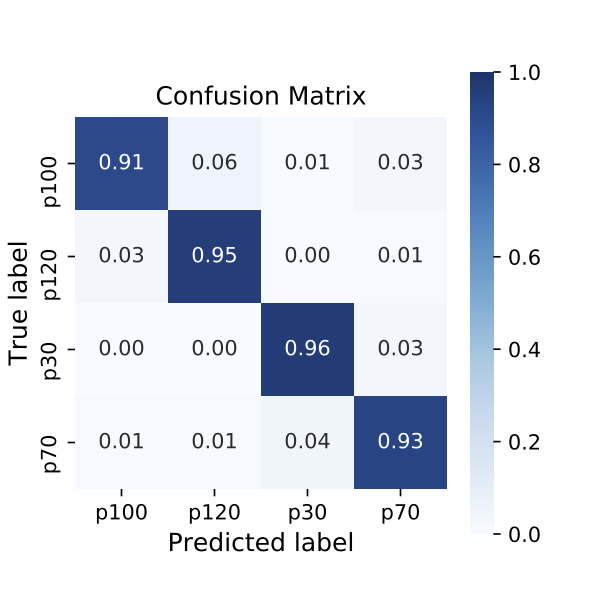 Confusion Matrix
True label
p100 0.91 0.06 0.01 0.03
p120 0.03 0.95 0.00 0.01
p30 0.00 0.00 0.96 0.03
p70 0.01 0.01 0.04 0.93
p100 p120 p30 p70
Predicted label
1.0
0.8
0.6
0.4
0.2
0.0